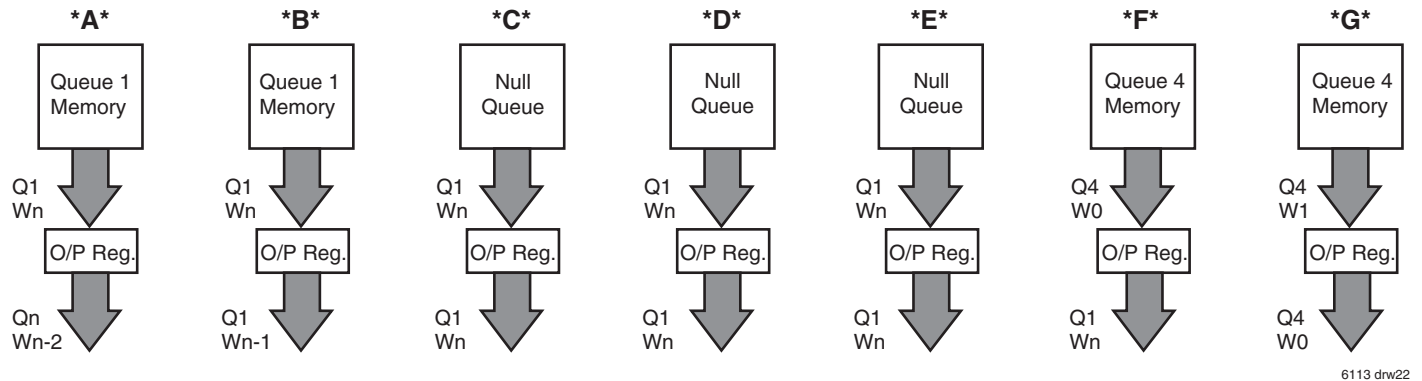 *A*
*B*
*C*
*D*
*E*
*F*
*G*
Queue 1
Memory
Queue 1
Memory
Null
Queue
Null
Queue
Null
Queue
Queue 4
Memory
Queue 4
Memory
Q1
Wn
Q1
Wn
Q1
Wn
Q1
Wn
Q1
Wn
Q4
W0
Q4
W1
O/P Reg.
O/P Reg.
O/P Reg.
O/P Reg.
O/P Reg.
O/P Reg.
O/P Reg.
Qn
Wn-2
Q1
Wn-1
Q1
Wn
Q1
Wn
Q1
Wn
Q1
Wn
Q4
W0
6113 drw22